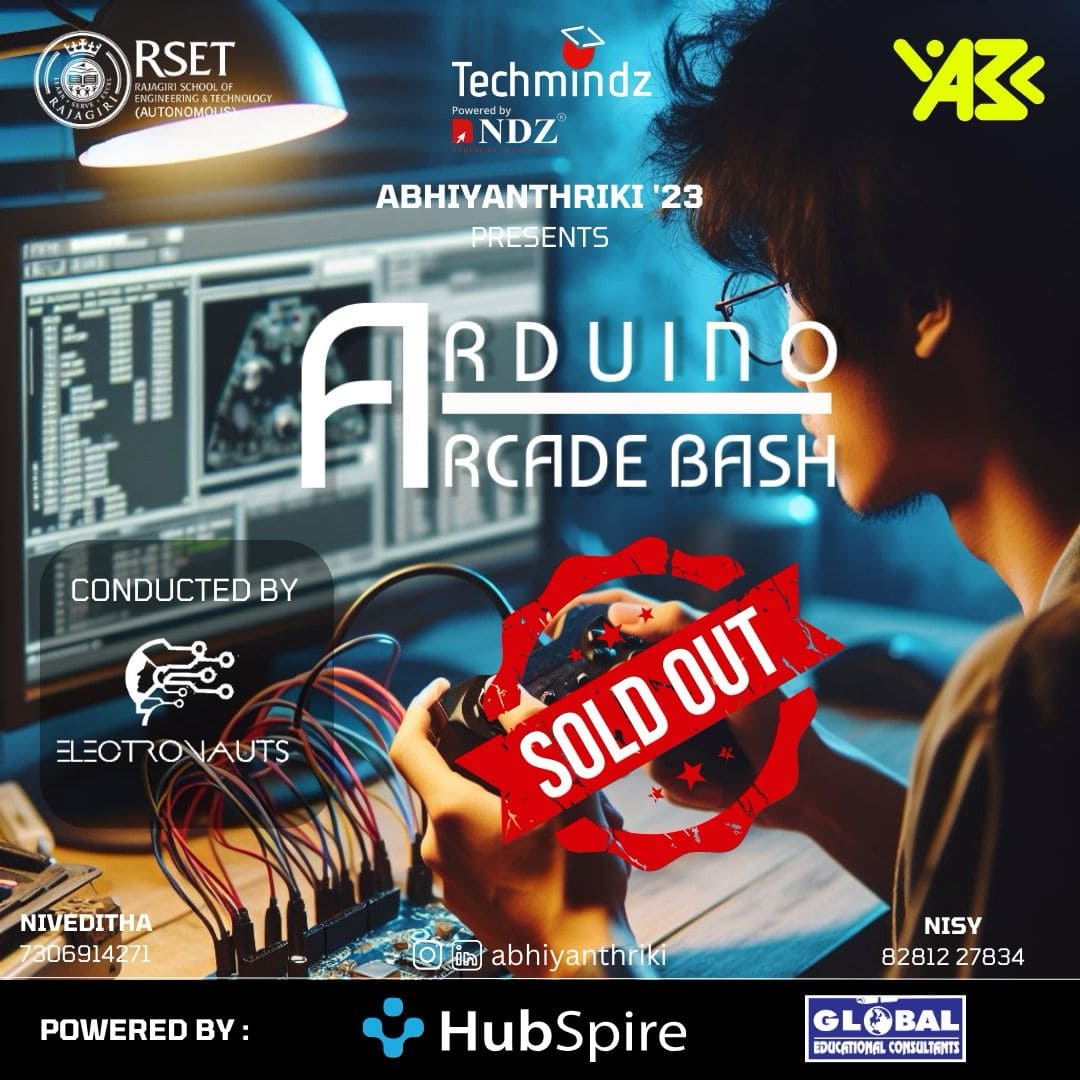 RSET
RAJAGIRI SCHOOL OF
ENGINEERING & TECHNOLOGY
(AUTONOMOUS)
RAJAGIRI
Techmindz
Powered by
NDZ®
ABHIYANTHRIKI '23
PRESENTS
ARDUINO
ARCADE BASH
CONDUCTED BY
ELECTRONAUTS
SOLD OUT
NIVEDITHA
7306914271
abhiyanthriki
NISY
82812 27834
POWERED BY :
HubSpire
GLOBAL
EDUCATIONAL CONSULTANTS